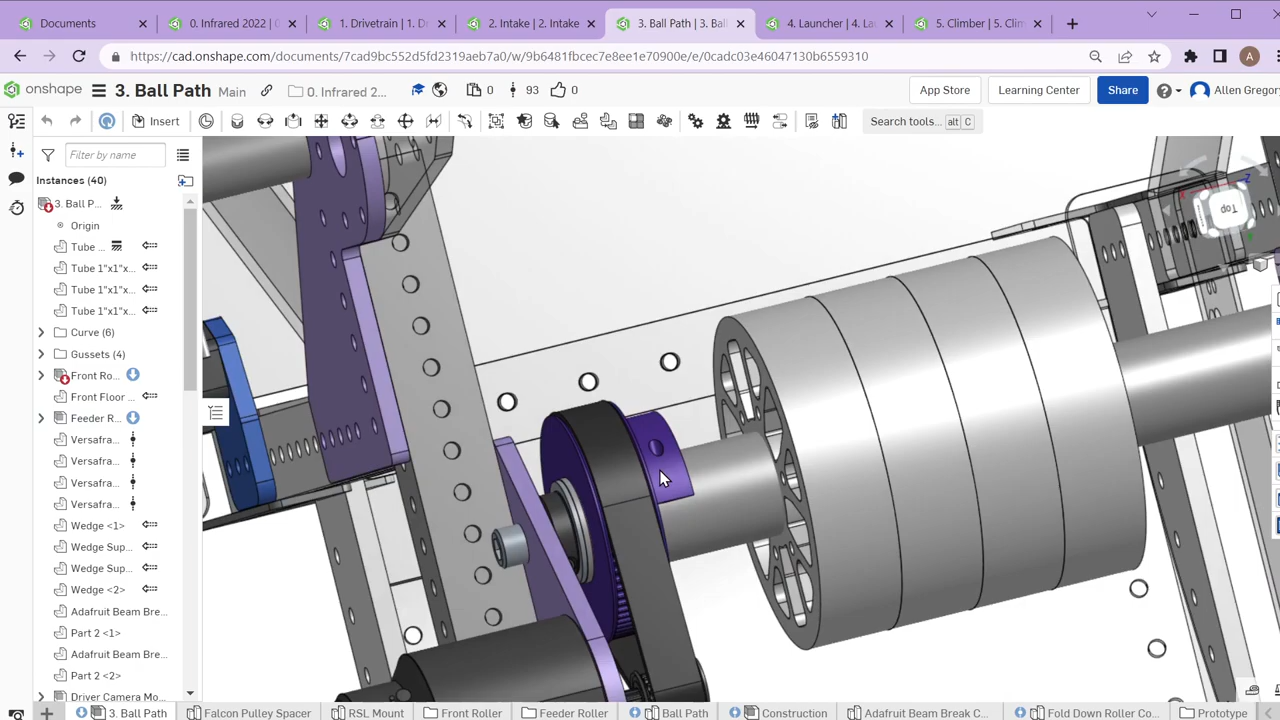 Documents
0. Infrared 2022 |
1. Drivetrain | 1. D
2. Intake | 2. Intake
3. Ball Path | 3. Ball
4. Launcher | 4. Lau
5. Climber | 5. Clim
https://cad.onshape.com/documents/7cad9bc552d5fd2319aeb7a0/w/9b6481fbcec7e8ee1e70900e/e/0cadc03e46047130b6559310
A
onshape
3. Ball Path Main
0. Infrared 2...
0
93
0
App Store
Learning Center
Share
Allen Gregory
Insert
Search tools... alt C
Filter by name
Instances (40)
3. Ball P...
Origin
Tube ...
Tube 1"x1"x...
Tube 1"x1"x...
Tube 1"x1"x...
Curve (6)
Gussets (4)
Front Ro...
Front Floor ...
Feeder R...
Versafra...
Versafra...
Versafra...
Versafra...
Wedge <1>
Wedge Sup...
Wedge Sup...
Wedge <2>
Adafruit Beam Bre...
Part 2 <1>
Adafruit Beam Bre...
Part 2 <2>
Driver Camera Mo...
Top
Z
X
3. Ball Path
Falcon Pulley Spacer
RSL Mount
Front Roller
Feeder Roller
Ball Path
Construction
Adafruit Beam Break C...
Fold Down Roller Co...
Prototype